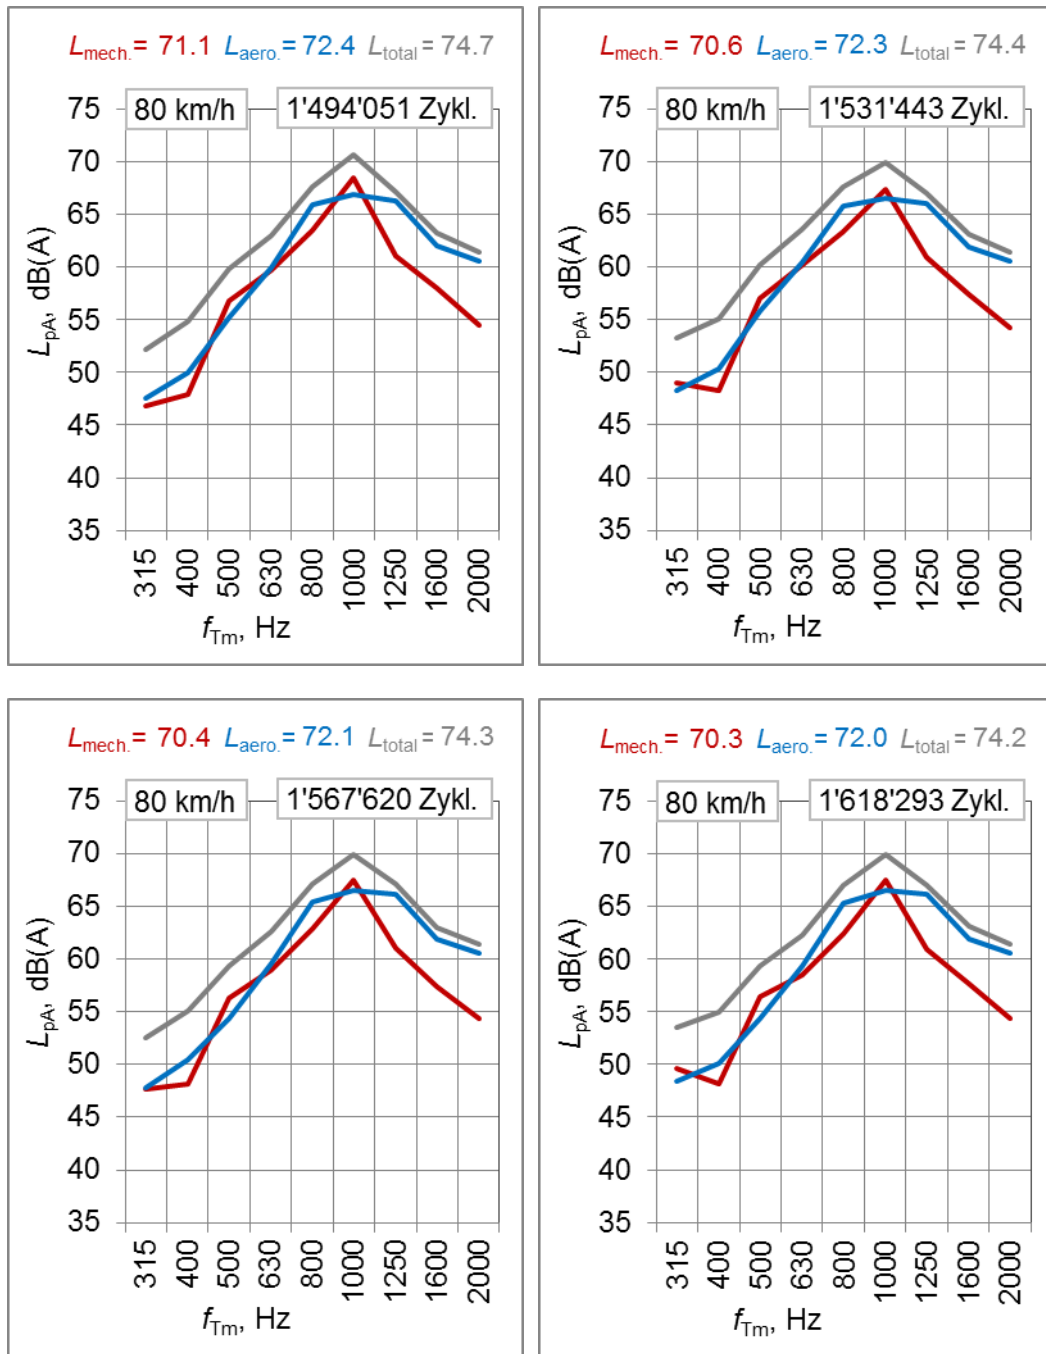 Lmech. = 71.1 Laero. = 72.4 Ltotal = 74.7
80 km/h 1'494'051 Zykl.
75
70
65
60
55
50
45
40
35
LpA, dB(A)
315 400 500 630 800 1000 1250 1600 2000
fTm, Hz
Lmech. = 70.6 Laero. = 72.3 Ltotal = 74.4
80 km/h 1'531'443 Zykl.
75
70
65
60
55
50
45
40
35
LpA, dB(A)
315 400 500 630 800 1000 1250 1600 2000
fTm, Hz
Lmech. = 70.4 Laero. = 72.1 Ltotal = 74.3
80 km/h 1'567'620 Zykl.
75
70
65
60
55
50
45
40
35
LpA, dB(A)
315 400 500 630 800 1000 1250 1600 2000
fTm, Hz
Lmech. = 70.3 Laero. = 72.0 Ltotal = 74.2
80 km/h 1'618'293 Zykl.
75
70
65
60
55
50
45
40
35
LpA, dB(A)
315 400 500 630 800 1000 1250 1600 2000
fTm, Hz